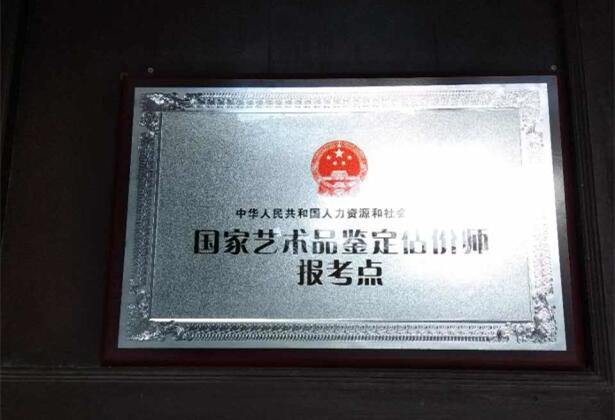 中华人民共和国人力资源和社会
国家艺术品鉴定估价师
报考点